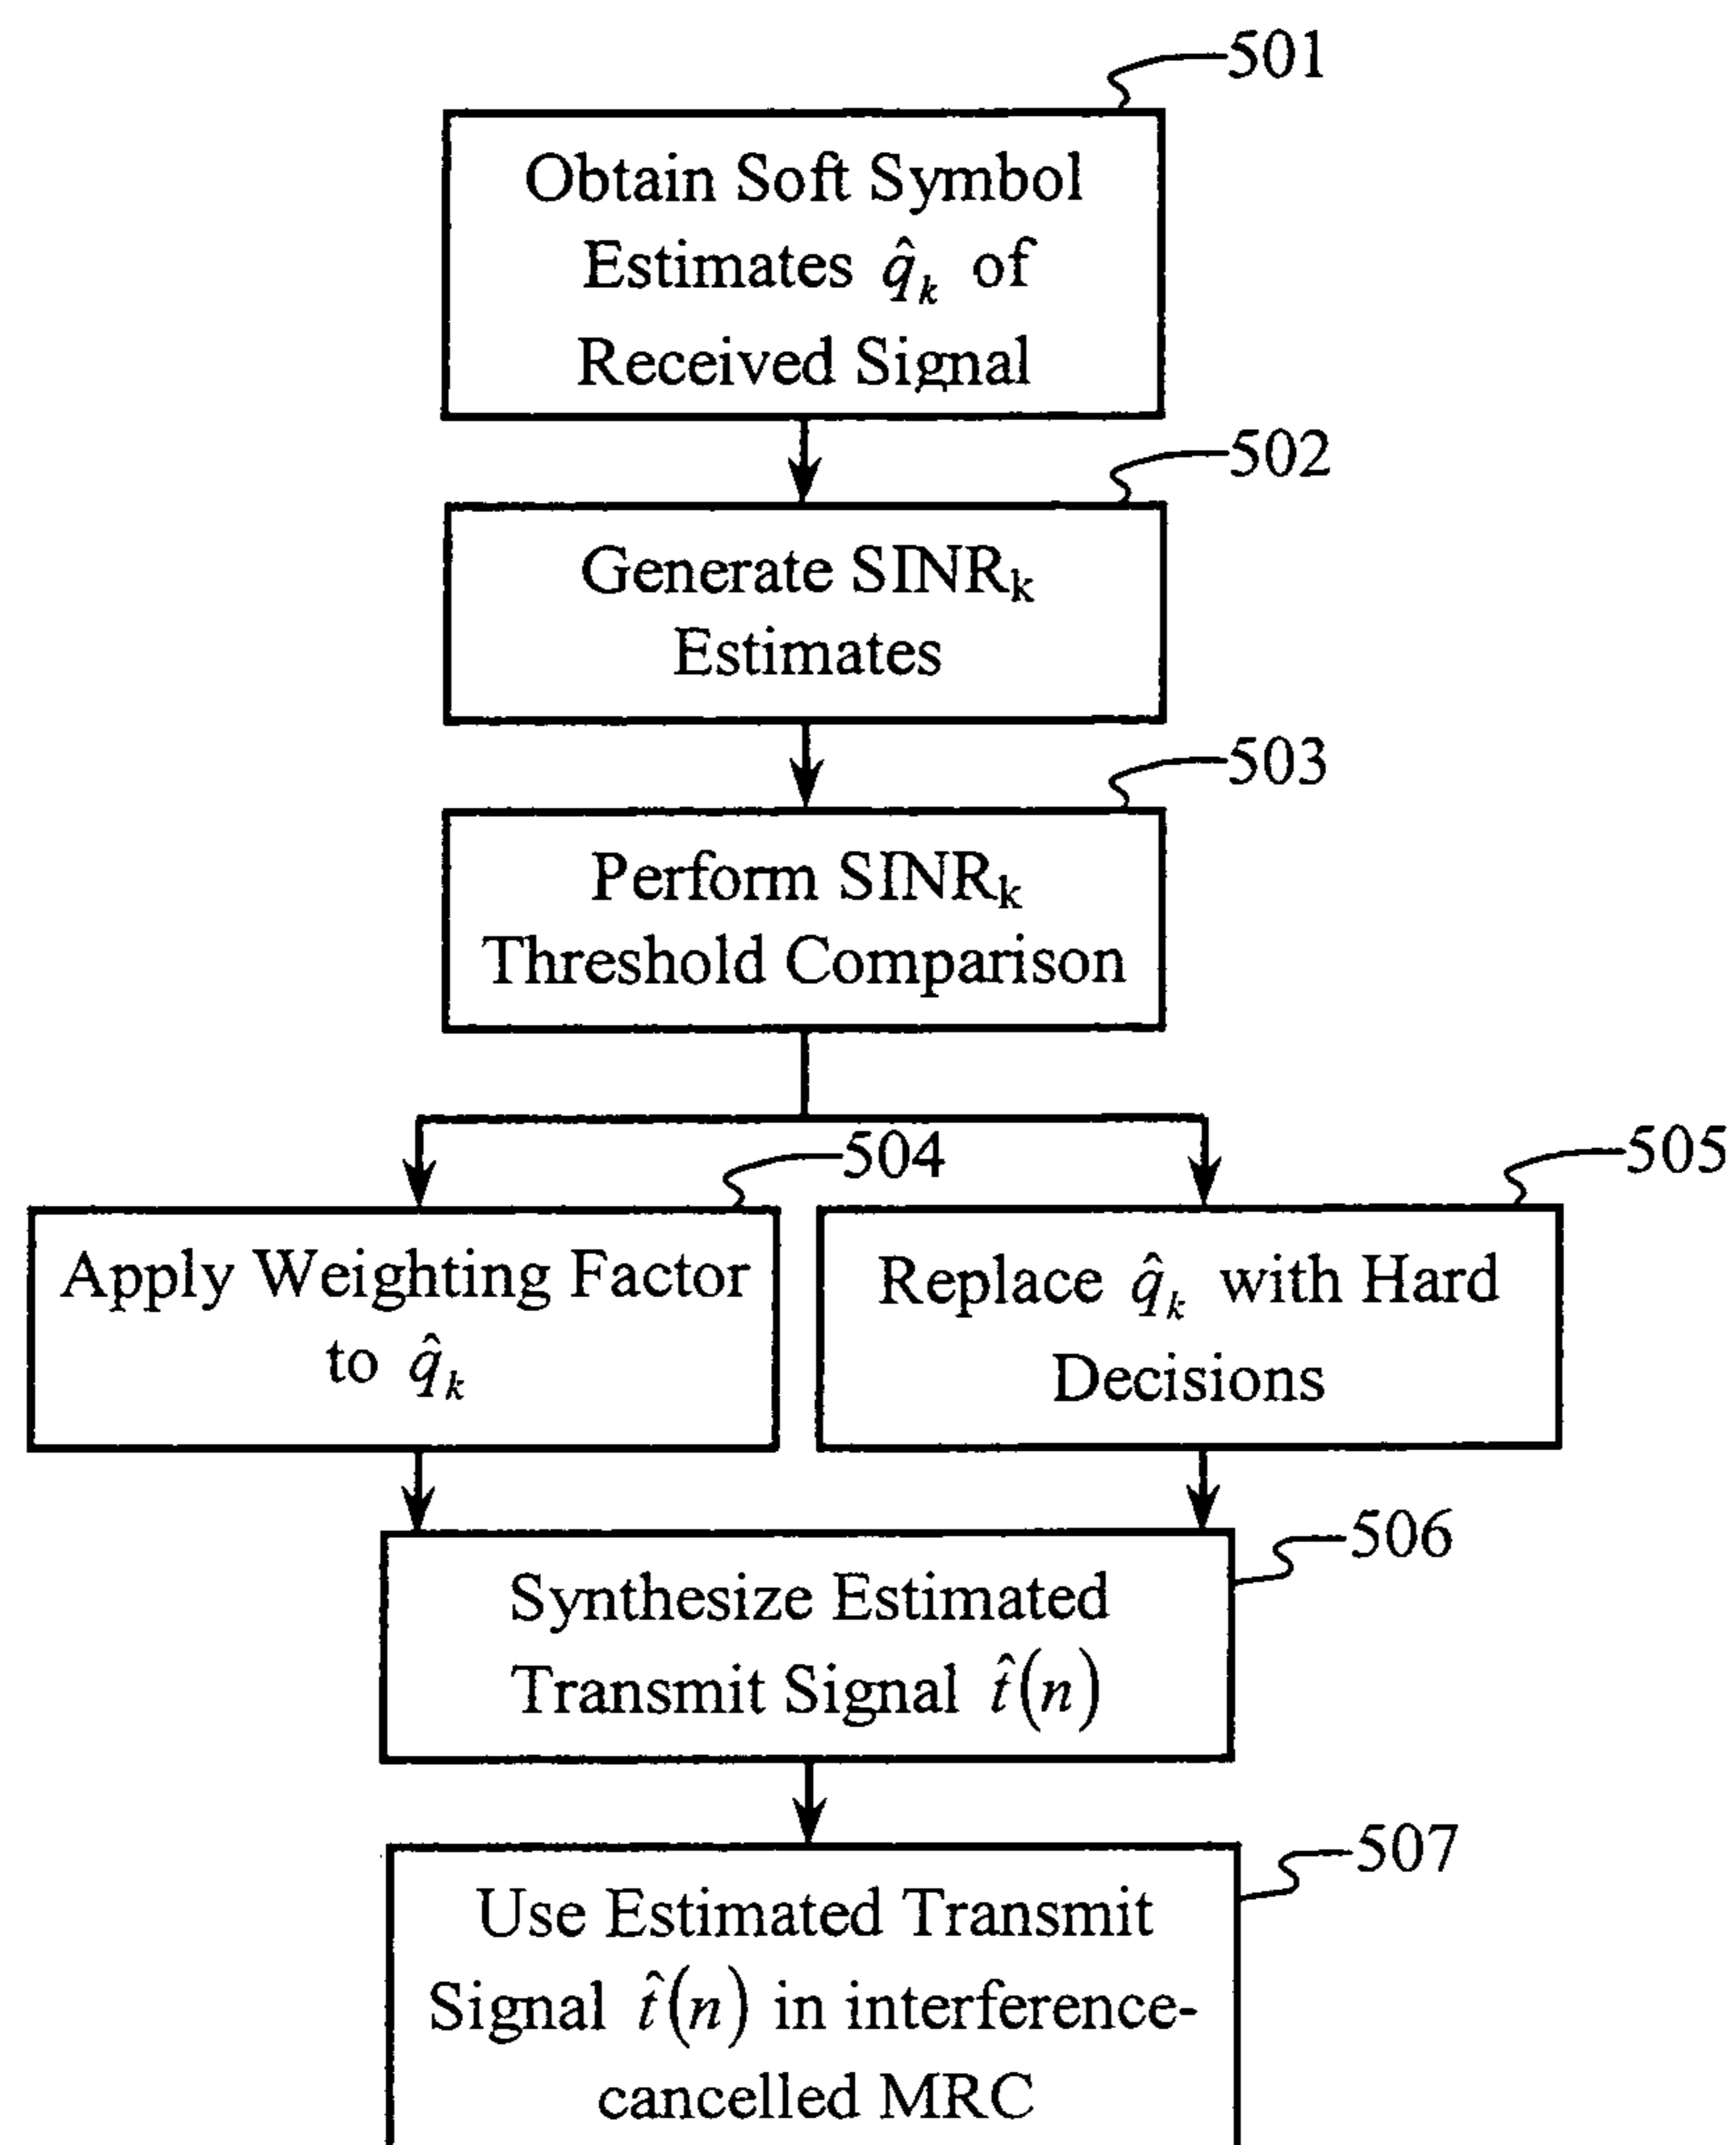 501
Obtain Soft Symbol
Estimates q̂ₖ of
Received Signal
502
Generate SINRₖ
Estimates
503
Perform SINRₖ
Threshold Comparison
504
Apply Weighting Factor
to q̂ₖ
505
Replace q̂ₖ with Hard
Decisions
506
Synthesize Estimated
Transmit Signal t̂(n)
507
Use Estimated Transmit
Signal t̂(n) in interference-
cancelled MRC